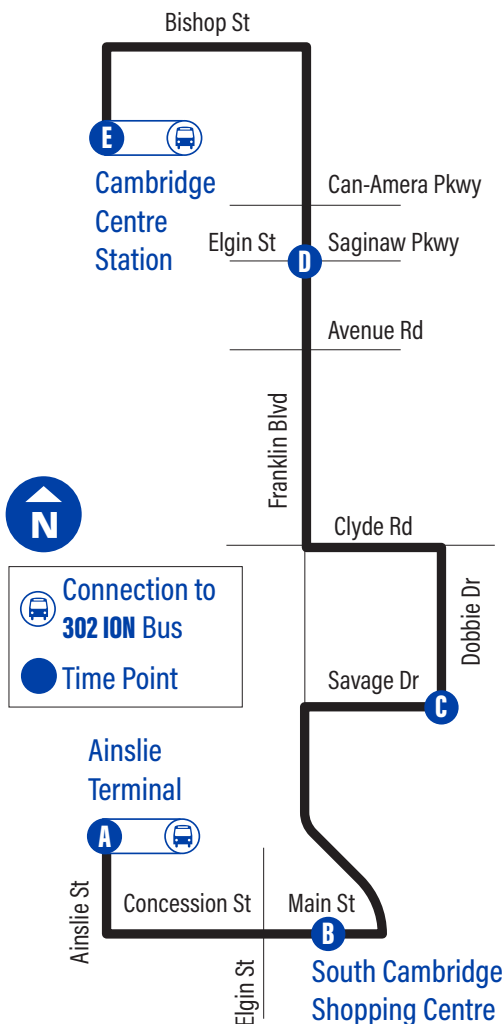 Bishop St
E
Cambridge
Centre
Station
Can-Amera Pkwy
Elgin St
D
Saginaw Pkwy
Avenue Rd
Franklin Blvd
N
Clyde Rd
Connection to
302 ION Bus
Time Point
Dobbie Dr
Savage Dr
C
Ainslie
Terminal
A
Ainslie St
Concession St
Main St
B
Elgin St
South Cambridge
Shopping Centre